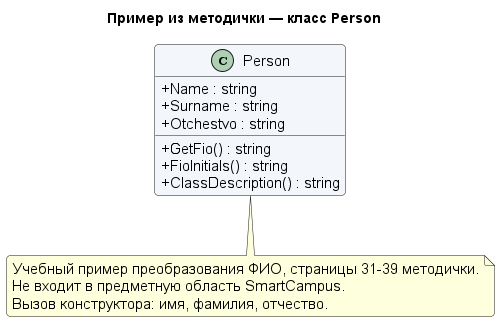 Пример из методички — класс Person
C Person
+Name : string
+Surname : string
+Otchestvo : string
+GetFio() : string
+FioInitials() : string
+ClassDescription() : string
Учебный пример преобразования ФИО, страницы 31-39 методички.
Не входит в предметную область SmartCampus.
Вызов конструктора: имя, фамилия, отчество.